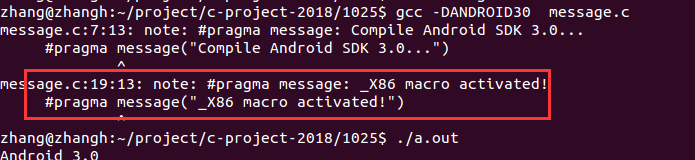 zhang@zhangh:~/project/c-project-2018/1025$ gcc -DANDROID30  message.c
message.c:7:13: note: #pragma message: Compile Android SDK 3.0...
     #pragma message("Compile Android SDK 3.0...")
             ^
message.c:19:13: note: #pragma message: _X86 macro activated!
     #pragma message("_X86 macro activated!")
             ^
zhang@zhangh:~/project/c-project-2018/1025$ ./a.out
Android 3.0